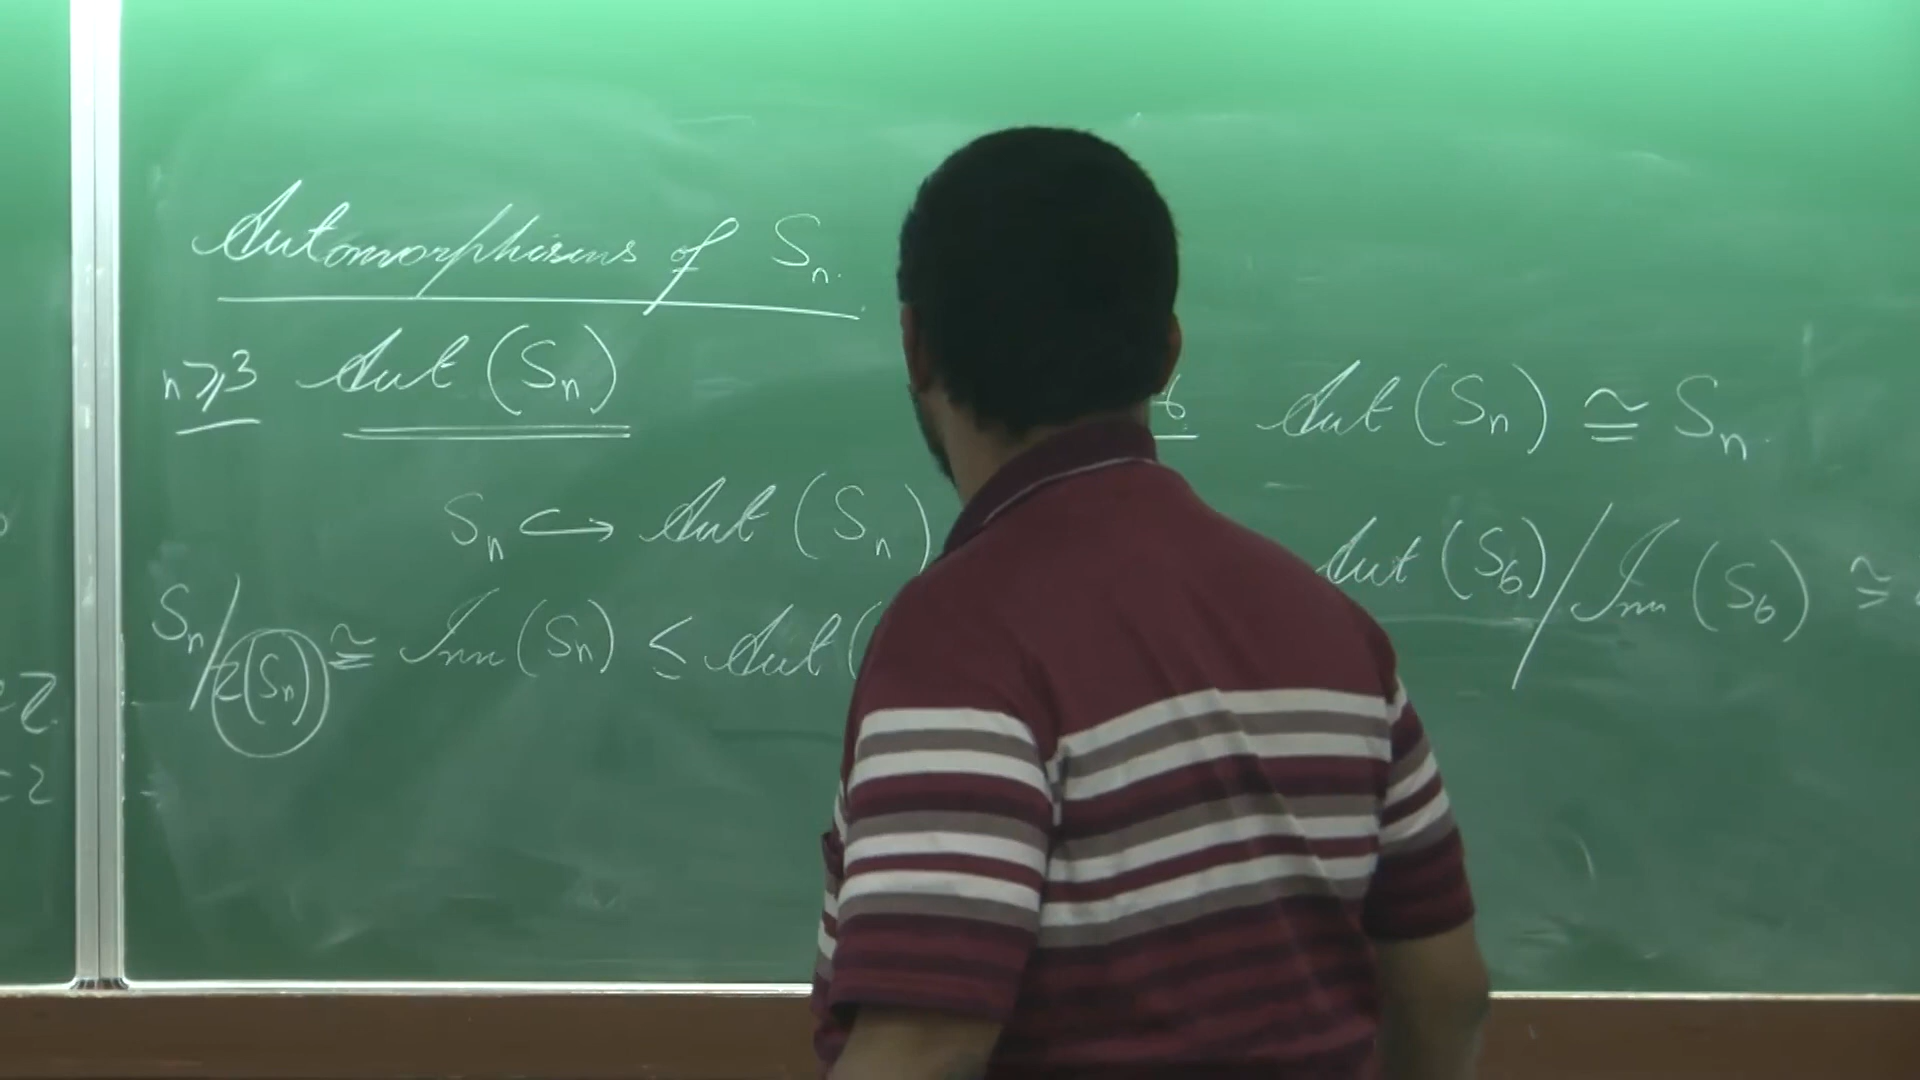 Automorphisms of Sₙ.
n ⩾ 3 Aut (Sₙ)
Sₙ ↪ Aut (Sₙ)
Sₙ/Z(Sₙ) ≅ Inn (Sₙ) ≤ Aut (
6 Aut (Sₙ) ≅ Sₙ.
Aut (S₆) / Inn (S₆) ≅